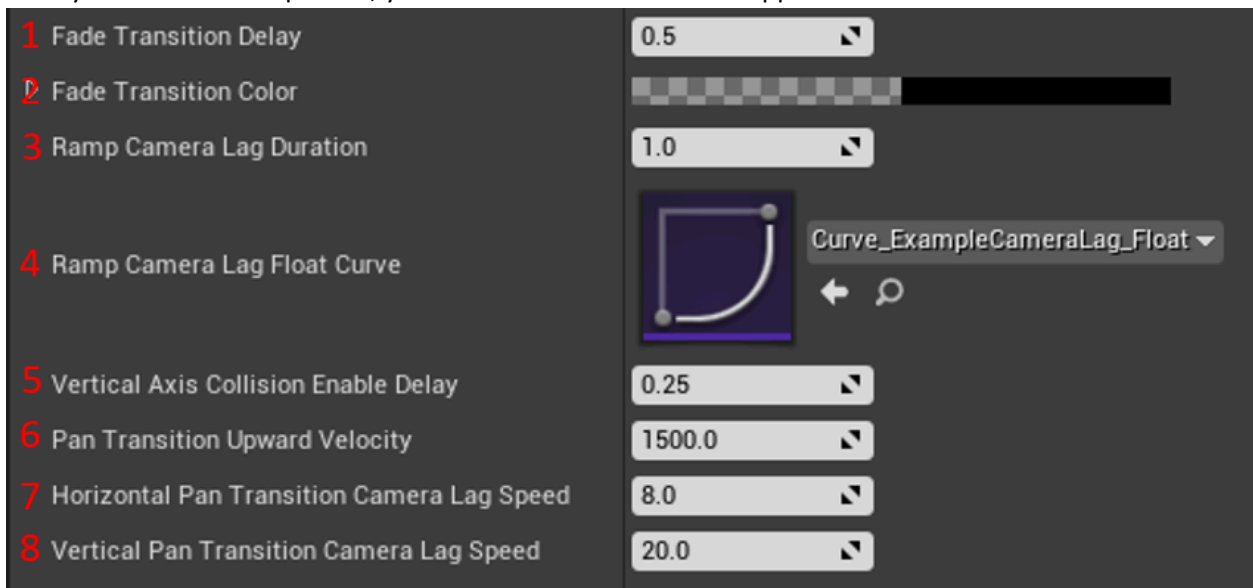 1 Fade Transition Delay 0.5
2 Fade Transition Color
3 Ramp Camera Lag Duration 1.0
4 Ramp Camera Lag Float Curve Curve_ExampleCameraLag_Float
5 Vertical Axis Collision Enable Delay 0.25
6 Pan Transition Upward Velocity 1500.0
7 Horizontal Pan Transition Camera Lag Speed 8.0
8 Vertical Pan Transition Camera Lag Speed 20.0